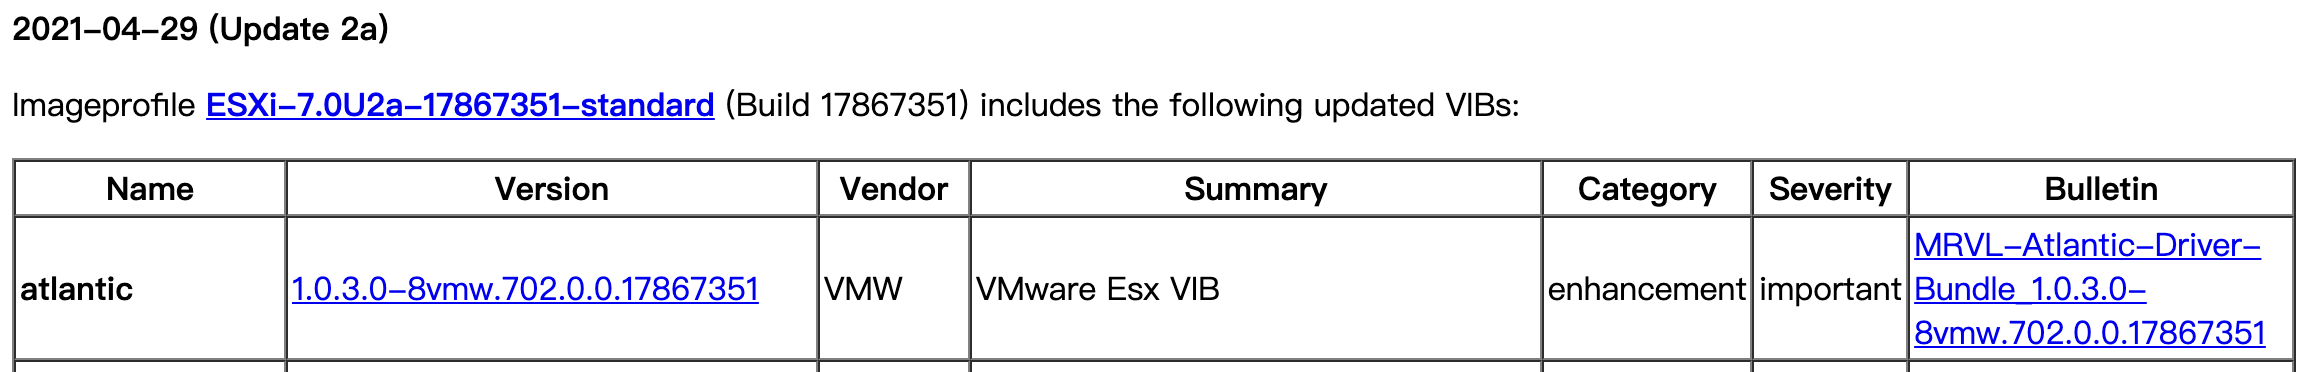 2021-04-29 (Update 2a)
Imageprofile ESXi-7.0U2a-17867351-standard (Build 17867351) includes the following updated VIBs:
Name Version Vendor Summary Category Severity Bulletin
atlantic 1.0.3.0-8vmw.702.0.0.17867351 VMW VMware Esx VIB enhancement important MRVL-Atlantic-Driver-
Bundle_1.0.3.0-
8vmw.702.0.0.17867351